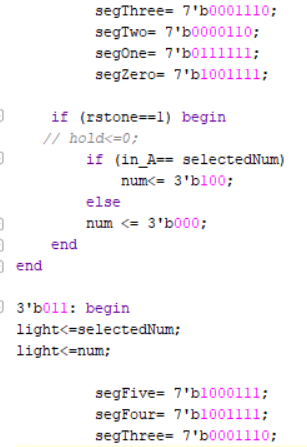 segThree= 7'b0001110;
segTwo= 7'b0000110;
segOne= 7'b0111111;
segZero= 7'b1001111;
if (rstone==1) begin
// hold<=0;
if (in_A== selectedNum)
num<= 3'b100;
else
num <= 3'b000;
end
end
3'b011: begin
light<=selectedNum;
light<=num;
segFive= 7'b1000111;
segFour= 7'b1001111;
segThree= 7'b0001110;